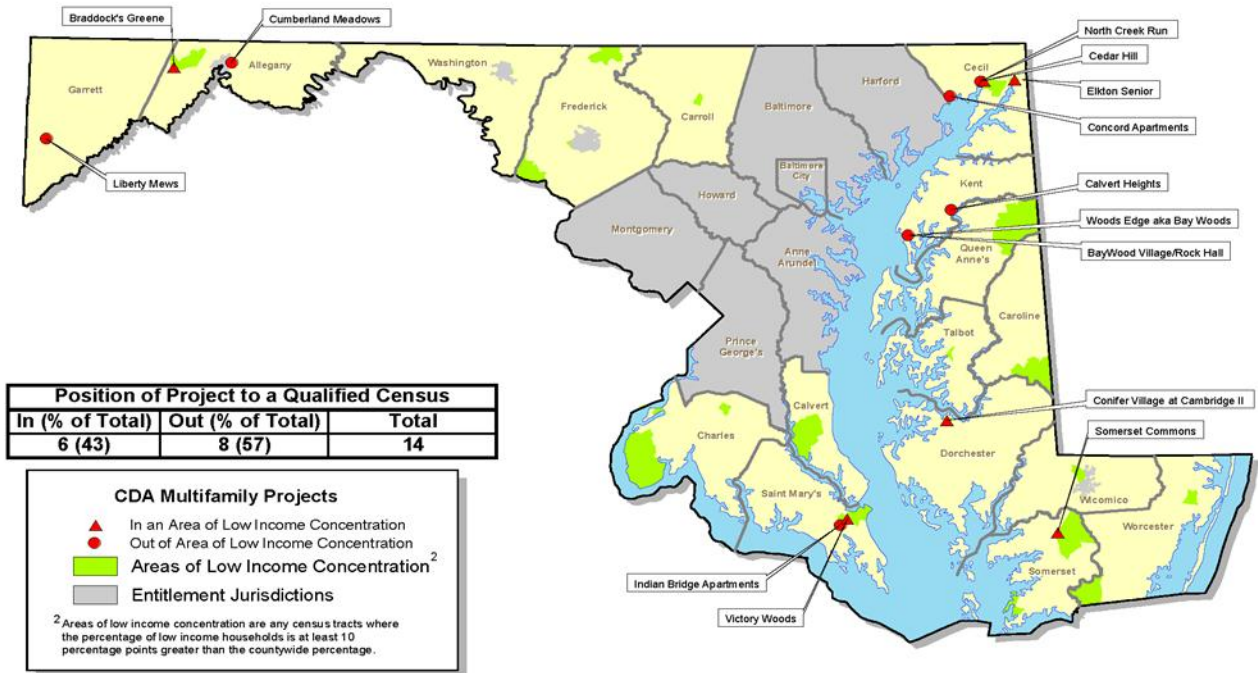 Braddock's Greene
Cumberland Meadows
North Creek Run
Cedar Hill
Elkton Senior
Concord Apartments
Calvert Heights
Woods Edge aka Bay Woods
BayWood Village/Rock Hall
Liberty Mews
Garrett
Allegany
Washington
Frederick
Carroll
Baltimore
Harford
Cecil
Baltimore
City
Howard
Montgomery
Anne
Arundel
Kent
Queen
Anne's
Caroline
Talbot
Prince
George's
Calvert
Charles
Saint Mary's
Dorchester
Wicomico
Worcester
Somerset
Conifer Village at Cambridge II
Somerset Commons
Indian Bridge Apartments
Victory Woods
Position of Project to a Qualified Census
In (% of Total) Out (% of Total) Total
6 (43) 8 (57) 14
CDA Multifamily Projects
In an Area of Low Income Concentration
Out of Area of Low Income Concentration
Areas of Low Income Concentration2
Entitlement Jurisdictions
2 Areas of low income concentration are any census tracts where
the percentage of low income households is at least 10
percentage points greater than the countywide percentage.